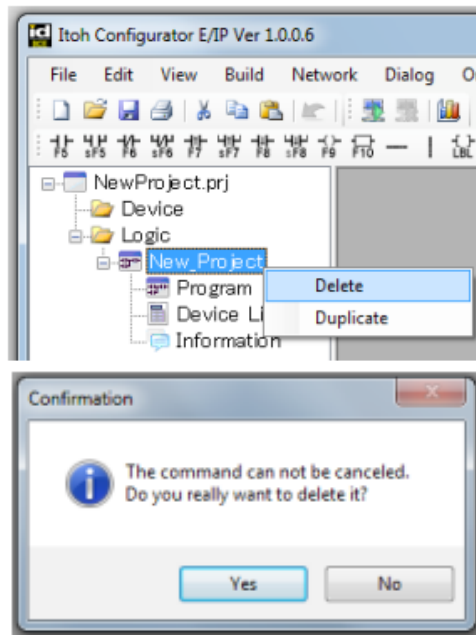 Itoh Configurator E/IP Ver 1.0.0.6
File Edit View Build Network Dialog O
F5 sF5 F6 sF6 F7 sF7 F8 sF8 F9 F10 LBL
NewProject.prj
Device
Logic
New_Project
Delete
Program
Device Li
Duplicate
Information
Confirmation
The command can not be canceled.
Do you really want to delete it?
Yes No